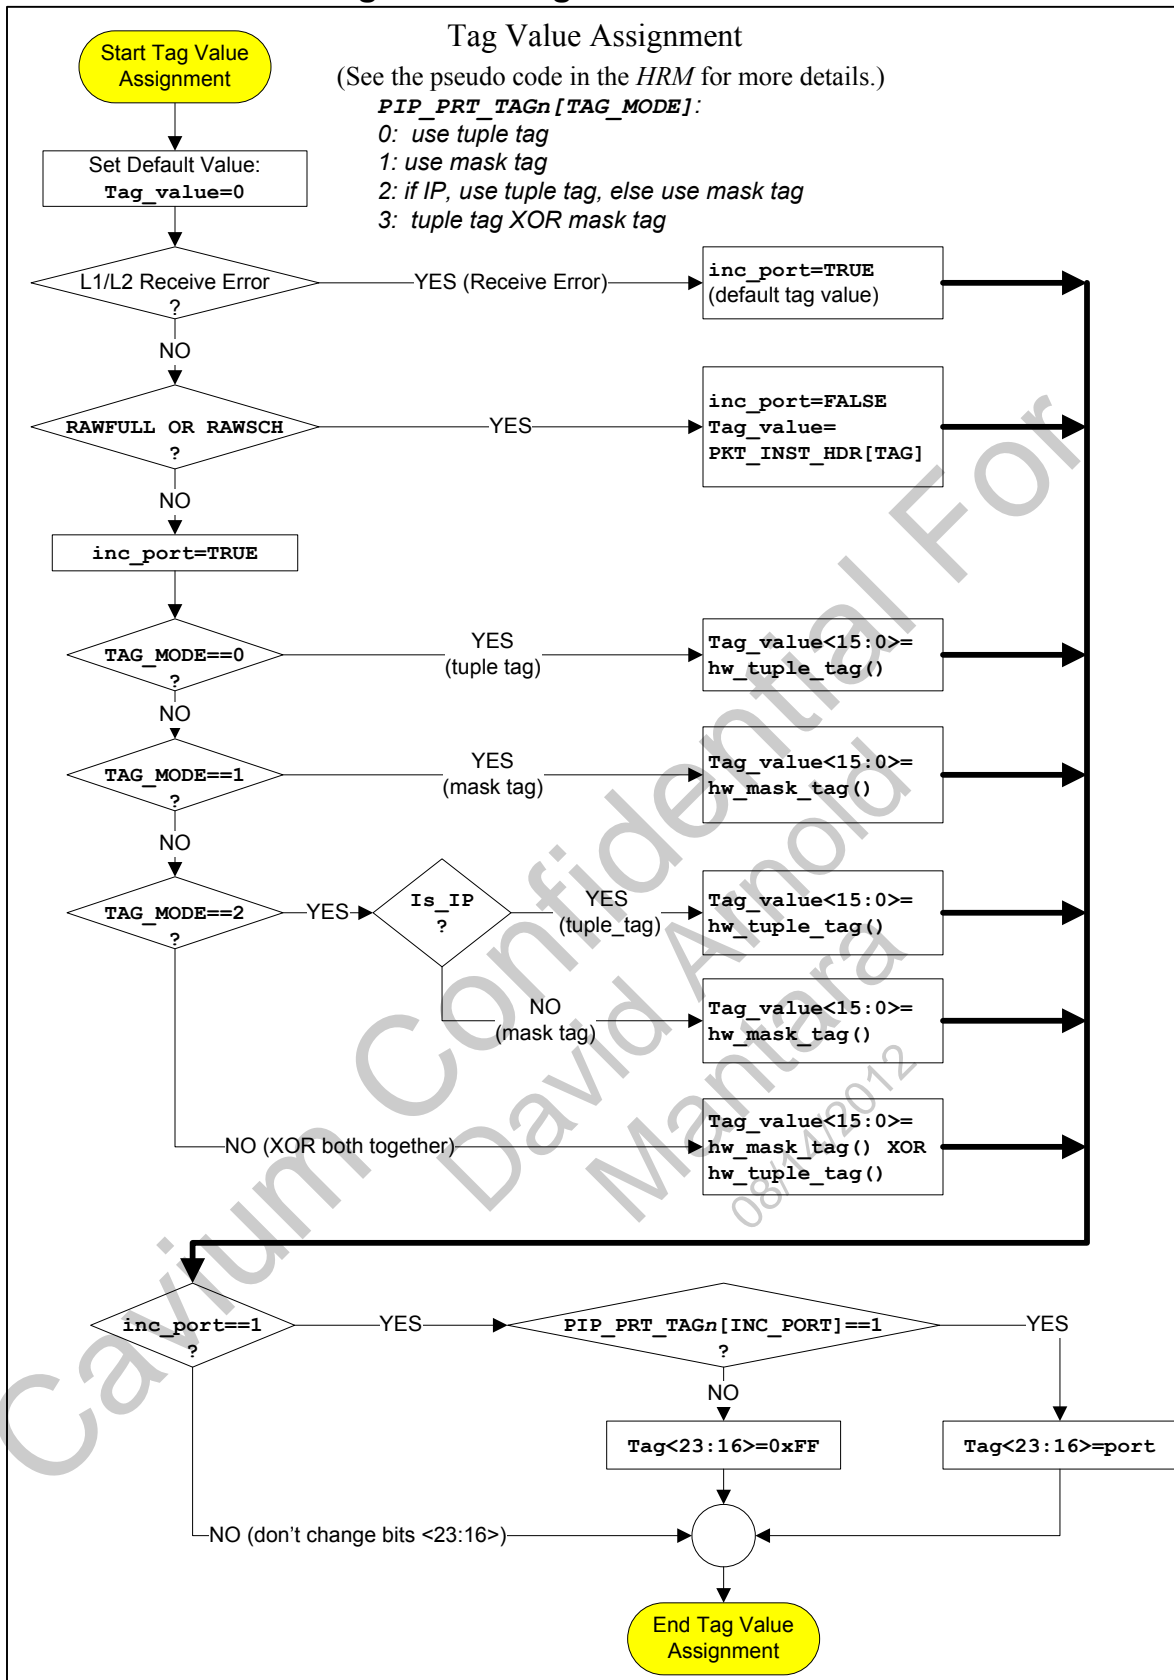 Tag Value Assignment
(See the pseudo code in the HRM for more details.)
PIP_PRT_TAGn[TAG_MODE]:
0: use tuple tag
1: use mask tag
2: if IP, use tuple tag, else use mask tag
3: tuple tag XOR mask tag
Start Tag Value
Assignment
Set Default Value:
Tag_value=0
L1/L2 Receive Error
?
YES (Receive Error)
inc_port=TRUE
(default tag value)
NO
RAWFULL OR RAWSCH
?
YES
inc_port=FALSE
Tag_value=
PKT_INST_HDR[TAG]
NO
inc_port=TRUE
TAG_MODE==0
?
YES
(tuple tag)
Tag_value<15:0>=
hw_tuple_tag()
NO
TAG_MODE==1
?
YES
(mask tag)
Tag_value<15:0>=
hw_mask_tag()
NO
TAG_MODE==2
?
YES
Is_IP
?
YES
(tuple_tag)
Tag_value<15:0>=
hw_tuple_tag()
NO
(mask tag)
Tag_value<15:0>=
hw_mask_tag()
NO (XOR both together)
Tag_value<15:0>=
hw_mask_tag() XOR
hw_tuple_tag()
inc_port==1
?
YES
PIP_PRT_TAGn[INC_PORT]==1
?
YES
NO
Tag<23:16>=0xFF
Tag<23:16>=port
NO (don't change bits <23:16>)
End Tag Value
Assignment
Cavium Confidential For
David Arnold
Mantara
08/14/2012